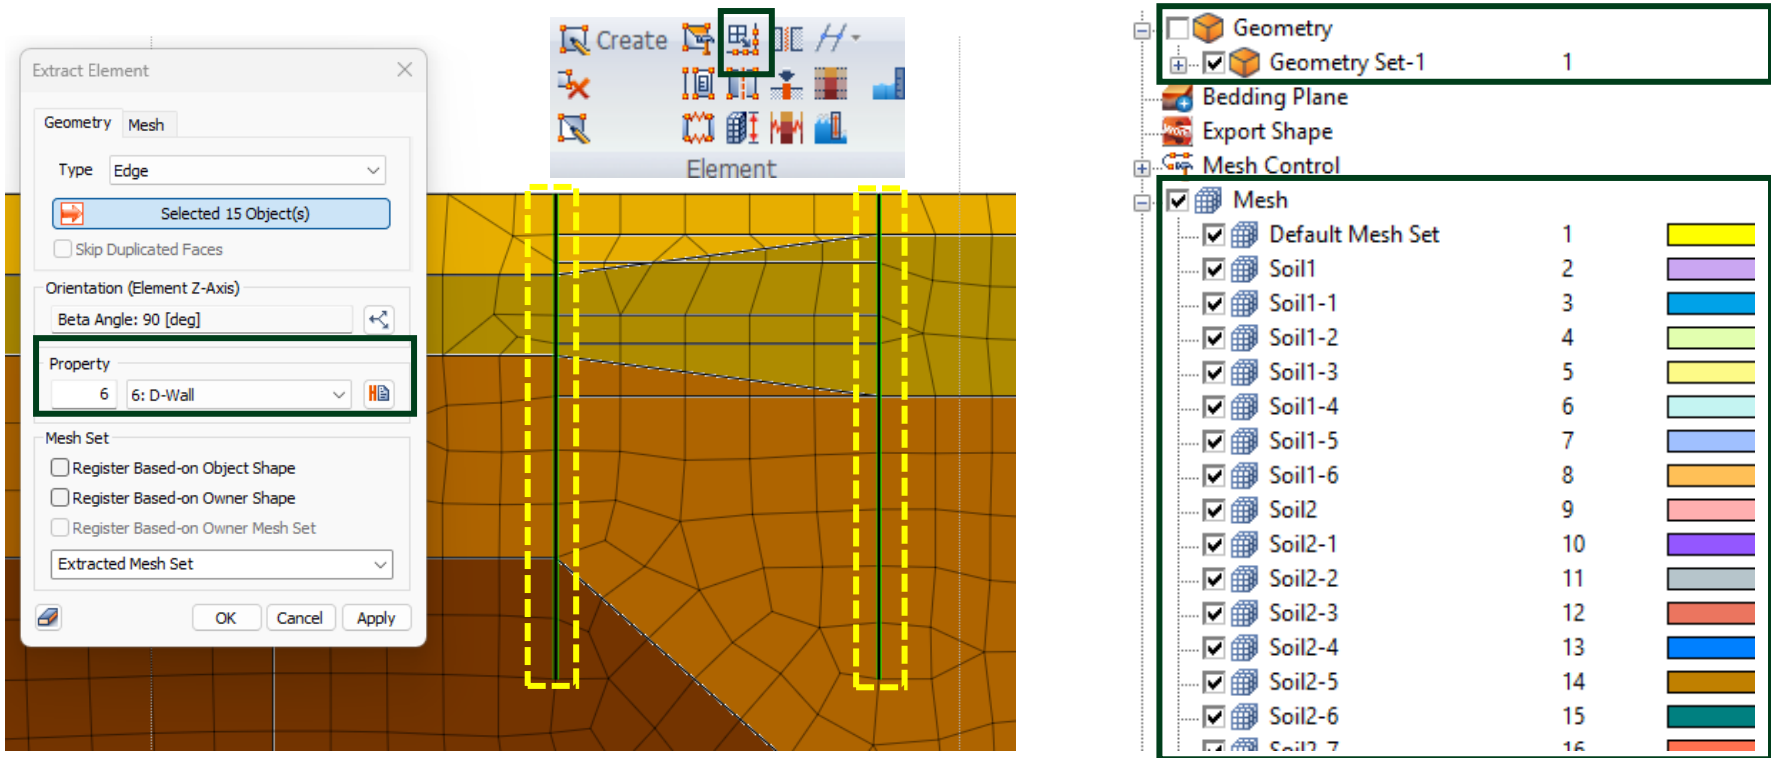 Extract Element
Geometry
Mesh
Type
Edge
Selected 15 Object(s)
Skip Duplicated Faces
Orientation (Element Z-Axis)
Beta Angle: 90 [deg]
Property
6
6: D-Wall
Mesh Set
Register Based-on Object Shape
Register Based-on Owner Shape
Register Based-on Owner Mesh Set
Extracted Mesh Set
OK
Cancel
Apply
Create
Element
Geometry
Geometry Set-1 1
Bedding Plane
Export Shape
Mesh Control
Mesh
Default Mesh Set 1
Soil1 2
Soil1-1 3
Soil1-2 4
Soil1-3 5
Soil1-4 6
Soil1-5 7
Soil1-6 8
Soil2 9
Soil2-1 10
Soil2-2 11
Soil2-3 12
Soil2-4 13
Soil2-5 14
Soil2-6 15
Soil2-7 16